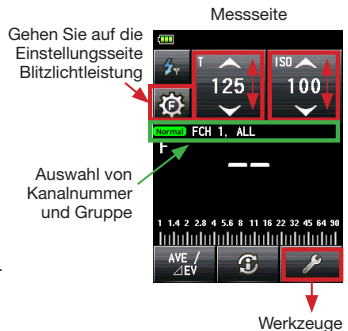 Messseite
Gehen Sie auf die
Einstellungsseite
Blitzlichtleistung
T
125
ISO
100
Normal FCH 1, ALL
F
Auswahl von
Kanalnummer
und Gruppe
1 1.4 2 2.8 4 5.6 8 11 16 22 32 45 64 90
AVE /
⊿EV
.
Werkzeuge